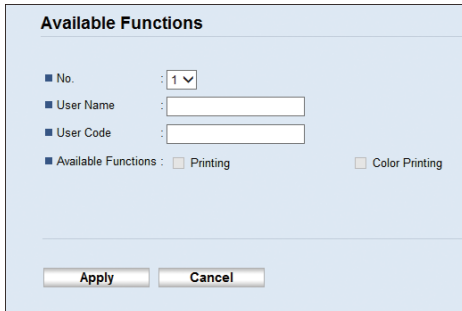 Available Functions
No. : 1
User Name :
User Code :
Available Functions : Printing Color Printing
Apply Cancel